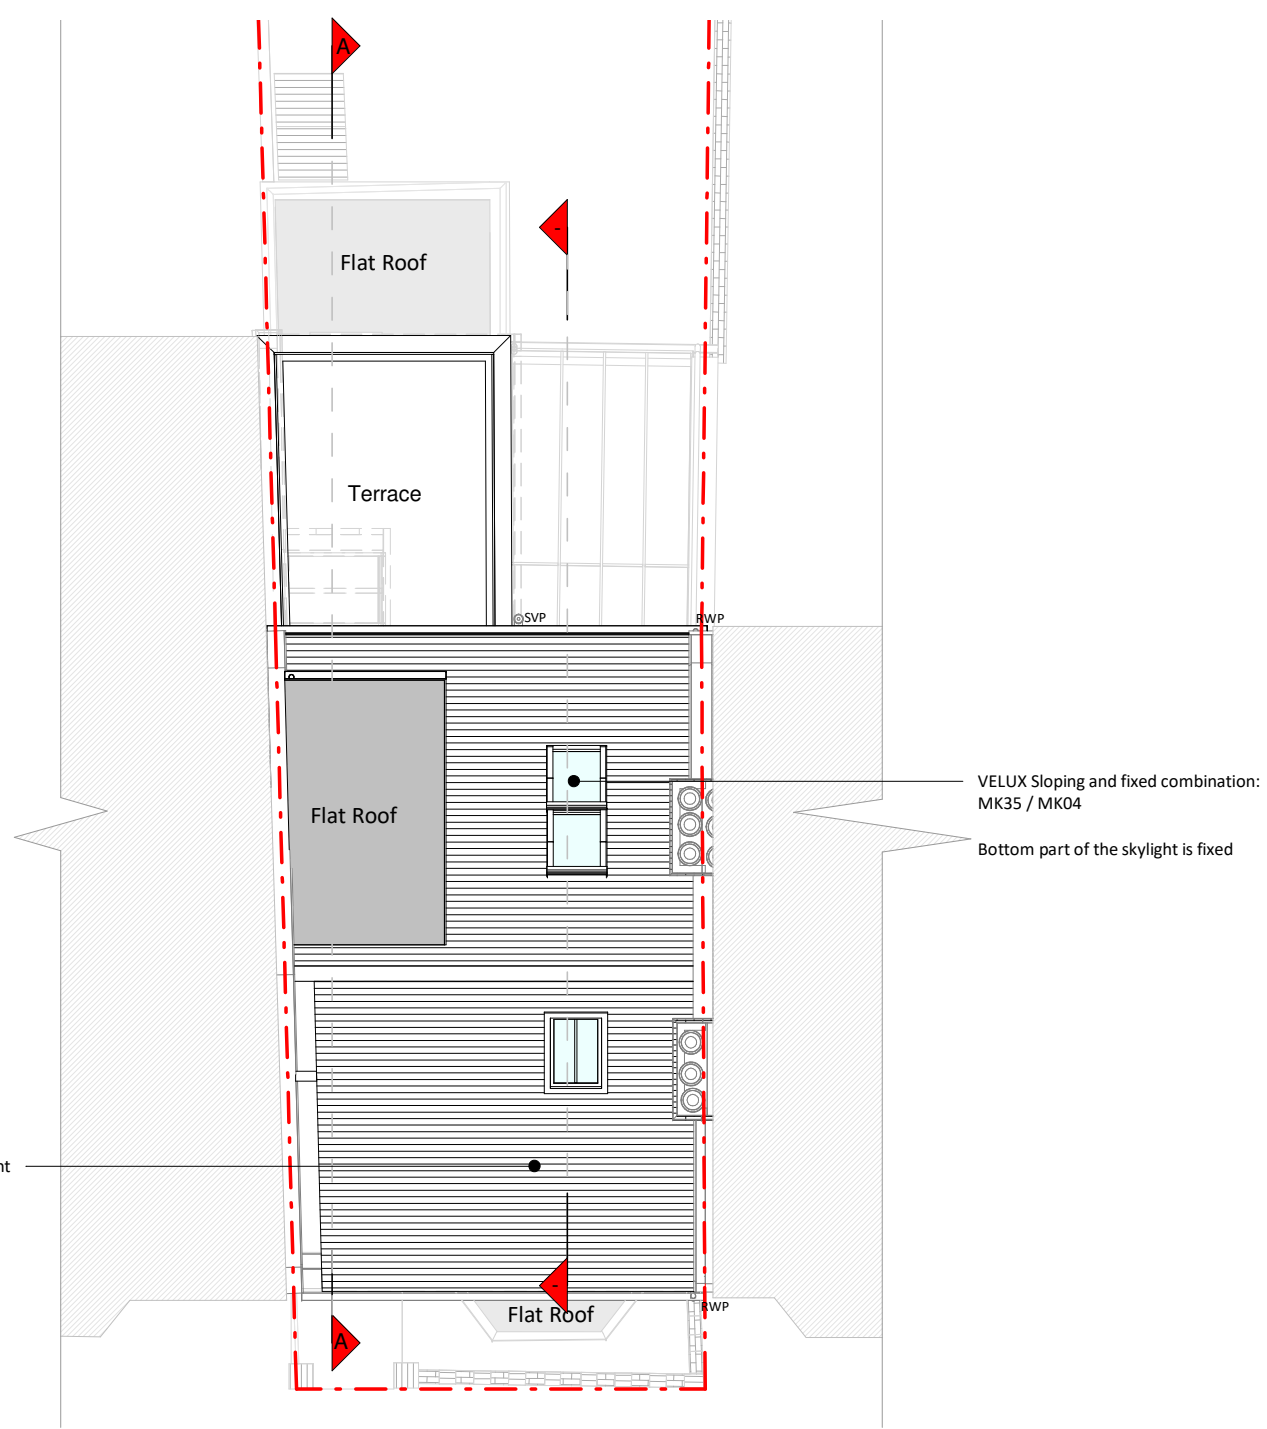 A
-
Flat Roof
Terrace
SVP
RWP
Flat Roof
VELUX Sloping and fixed combination:
MK35 / MK04
Bottom part of the skylight is fixed
-
Flat Roof
RWP
A